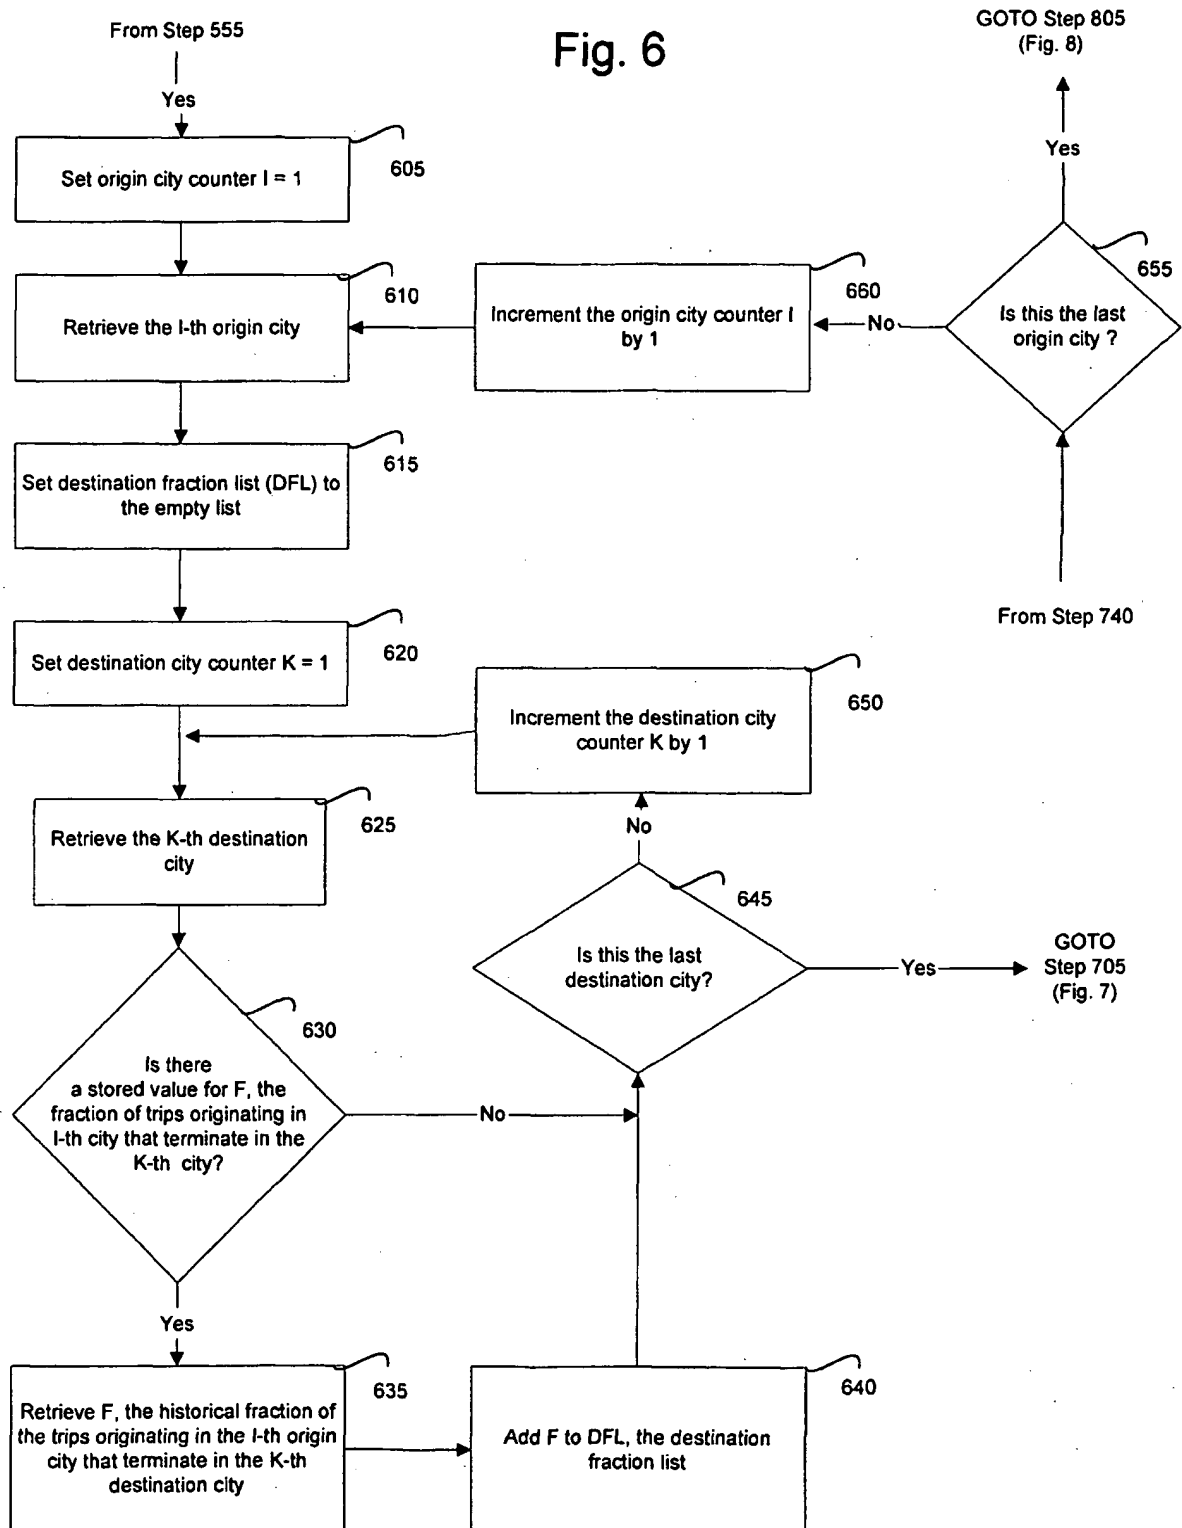 From Step 555
Fig. 6
GOTO Step 805
(Fig. 8)
Yes
Yes
Set origin city counter I = 1
605
Retrieve the I-th origin city
610
Increment the origin city counter I
by 1
660
No
Is this the last
origin city ?
655
Set destination fraction list (DFL) to
the empty list
615
From Step 740
Set destination city counter K = 1
620
Increment the destination city
counter K by 1
650
Retrieve the K-th destination
city
625
No
Is this the last
destination city?
645
Yes
GOTO
Step 705
(Fig. 7)
Is there
a stored value for F, the
fraction of trips originating in
I-th city that terminate in the
K-th city?
630
No
Yes
Retrieve F, the historical fraction of
the trips originating in the I-th origin
city that terminate in the K-th
destination city
635
Add F to DFL, the destination
fraction list
640